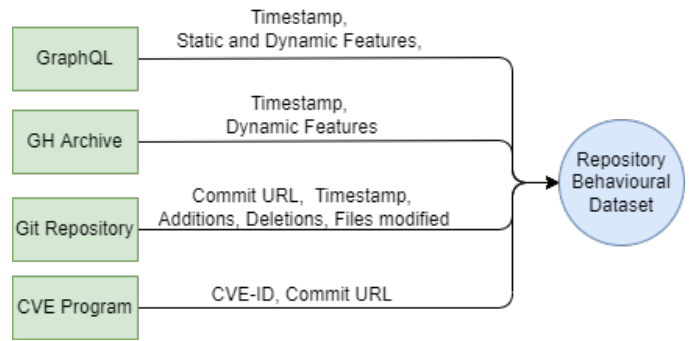 Timestamp,
Static and Dynamic Features,
GraphQL
Timestamp,
Dynamic Features
GH Archive
Commit URL, Timestamp,
Additions, Deletions, Files modified
Git Repository
CVE-ID, Commit URL
CVE Program
Repository
Behavioural
Dataset